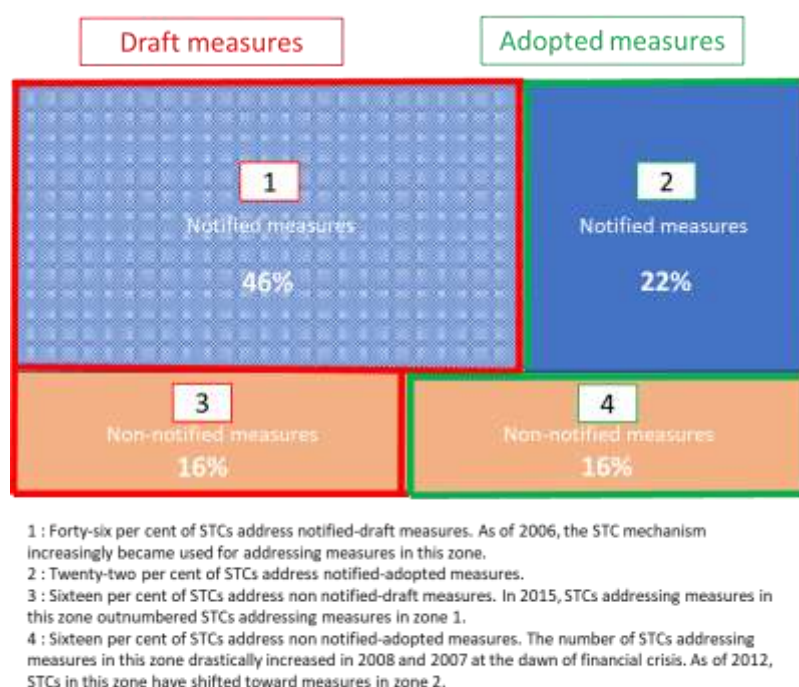 Draft measures
Adopted measures
1
Notified measures
46%
2
Notified measures
22%
3
Non-notified measures
16%
4
Non-notified measures
16%
1 : Forty-six per cent of STCs address notified-draft measures. As of 2006, the STC mechanism
increasingly became used for addressing measures in this zone.
2 : Twenty-two per cent of STCs address notified-adopted measures.
3 : Sixteen per cent of STCs address non notified-draft measures. In 2015, STCs addressing measures in
this zone outnumbered STCs addressing measures in zone 1.
4 : Sixteen per cent of STCs address non notified-adopted measures. The number of STCs addressing
measures in this zone drastically increased in 2008 and 2007 at the dawn of financial crisis. As of 2012,
STCs in this zone have shifted toward measures in zone 2.